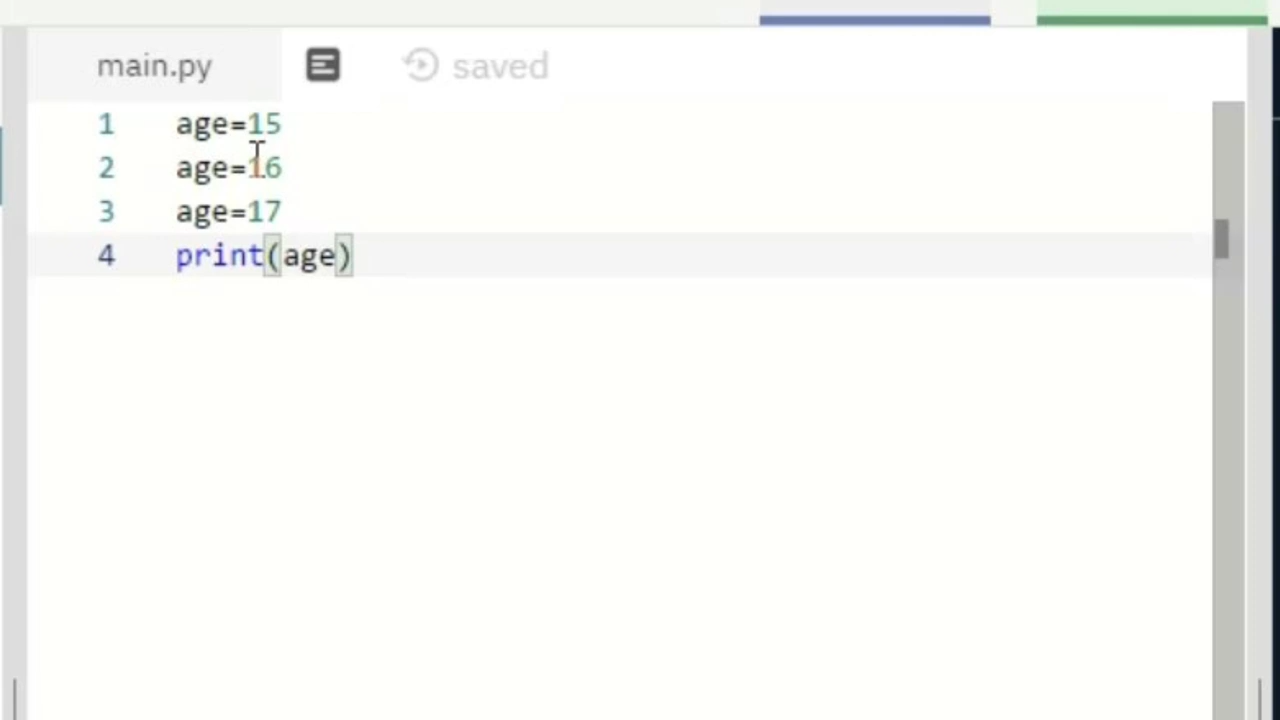 main.py saved
1 age=15
2 age=16
3 age=17
4 print(age)